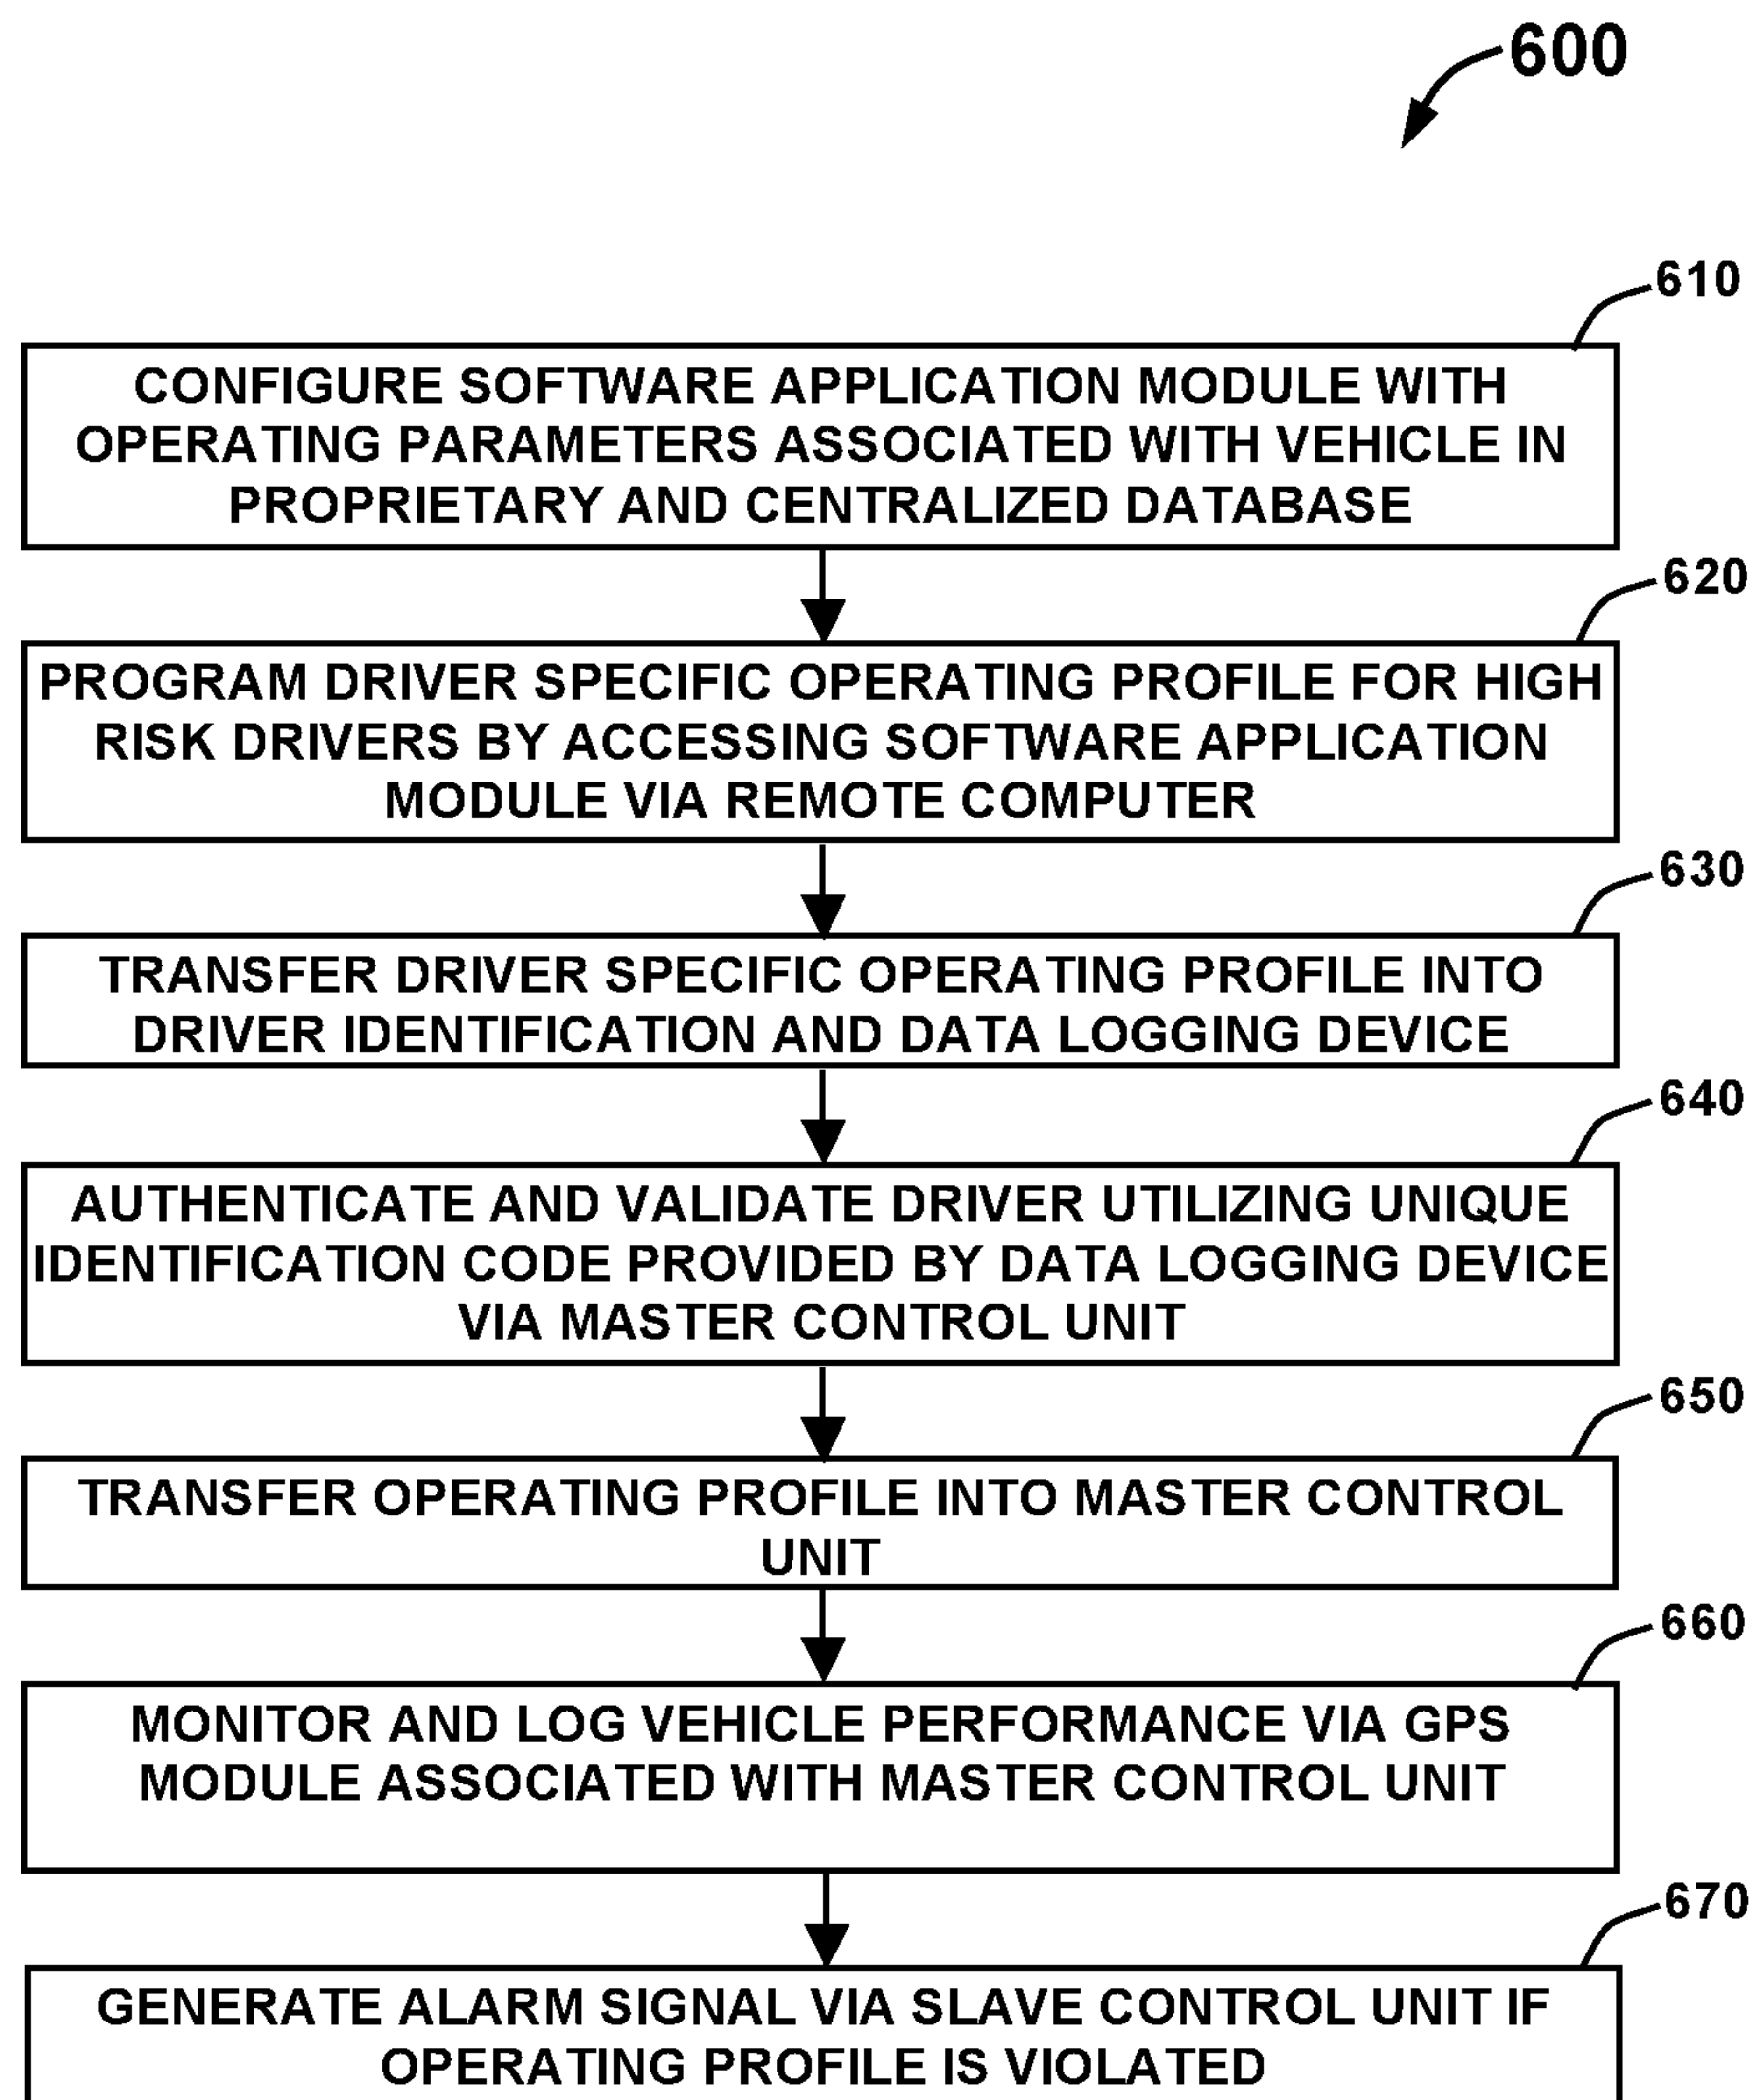 600
610
CONFIGURE SOFTWARE APPLICATION MODULE WITH
OPERATING PARAMETERS ASSOCIATED WITH VEHICLE IN
PROPRIETARY AND CENTRALIZED DATABASE
620
PROGRAM DRIVER SPECIFIC OPERATING PROFILE FOR HIGH
RISK DRIVERS BY ACCESSING SOFTWARE APPLICATION
MODULE VIA REMOTE COMPUTER
630
TRANSFER DRIVER SPECIFIC OPERATING PROFILE INTO
DRIVER IDENTIFICATION AND DATA LOGGING DEVICE
640
AUTHENTICATE AND VALIDATE DRIVER UTILIZING UNIQUE
IDENTIFICATION CODE PROVIDED BY DATA LOGGING DEVICE
VIA MASTER CONTROL UNIT
650
TRANSFER OPERATING PROFILE INTO MASTER CONTROL
UNIT
660
MONITOR AND LOG VEHICLE PERFORMANCE VIA GPS
MODULE ASSOCIATED WITH MASTER CONTROL UNIT
670
GENERATE ALARM SIGNAL VIA SLAVE CONTROL UNIT IF
OPERATING PROFILE IS VIOLATED